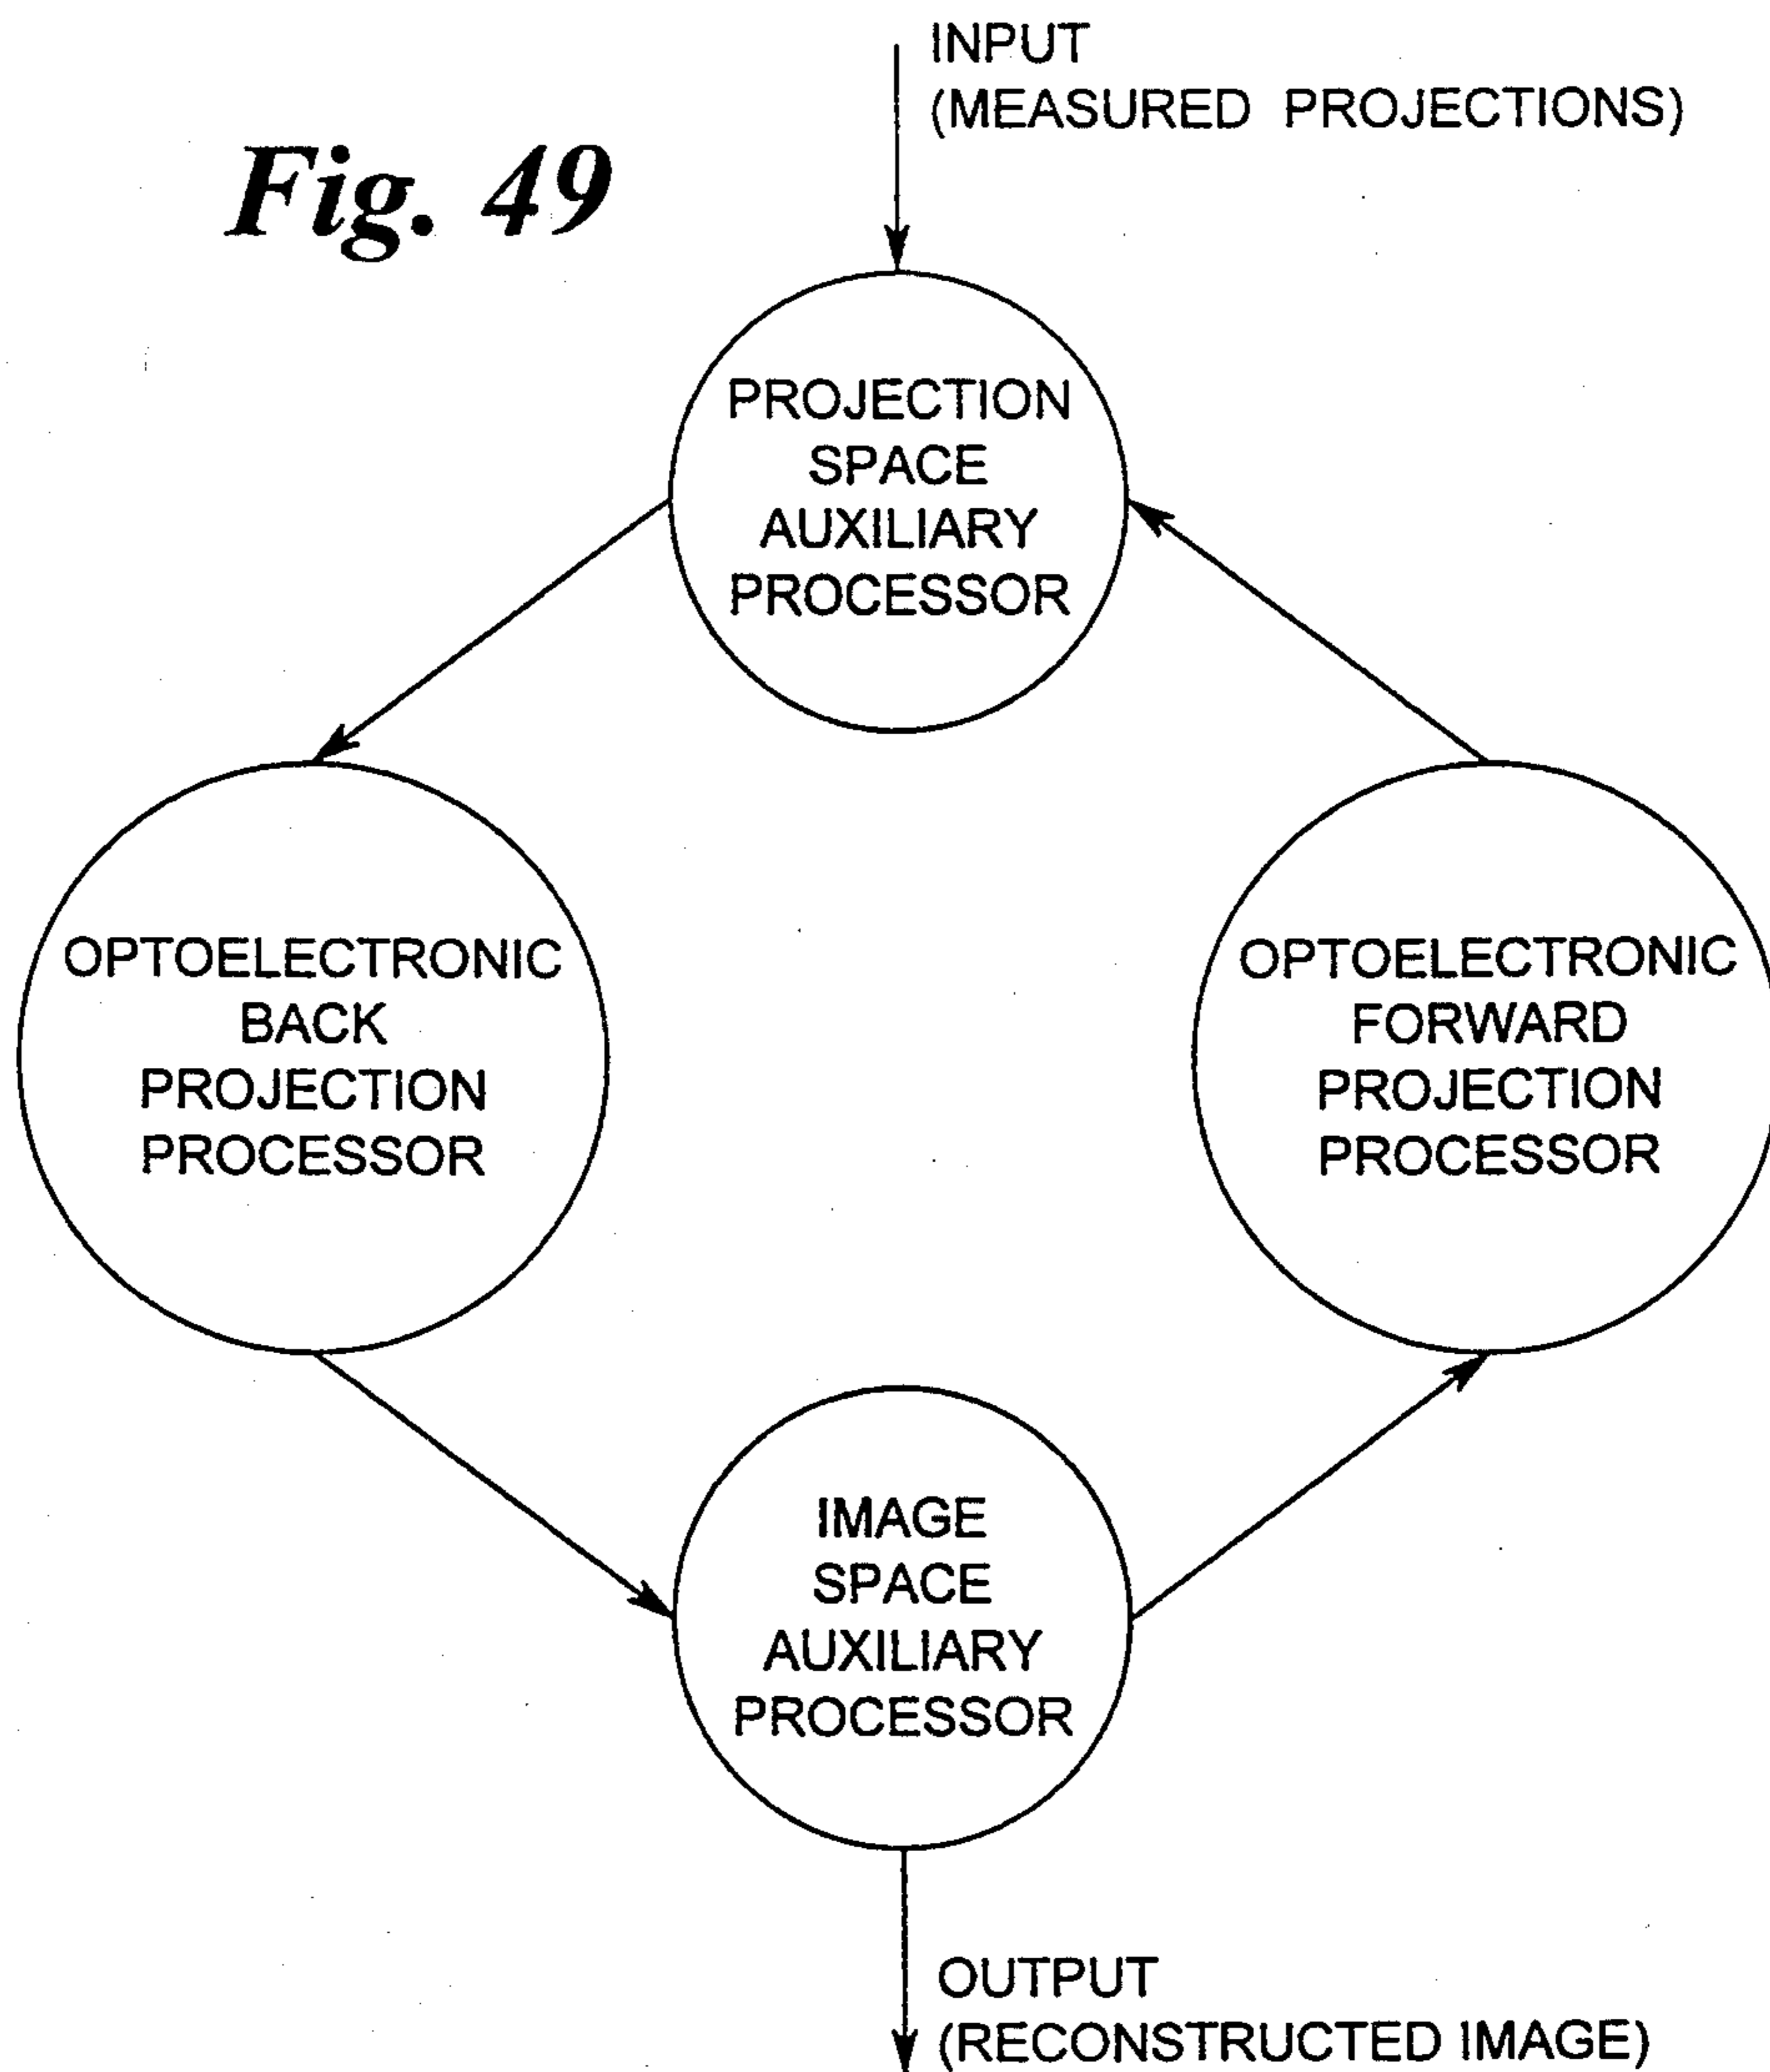 INPUT
(MEASURED PROJECTIONS)
Fig. 49
PROJECTION
SPACE
AUXILIARY
PROCESSOR
OPTOELECTRONIC
BACK
PROJECTION
PROCESSOR
OPTOELECTRONIC
FORWARD
PROJECTION
PROCESSOR
IMAGE
SPACE
AUXILIARY
PROCESSOR
OUTPUT
(RECONSTRUCTED IMAGE)